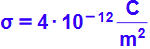 σ = 4·10⁻¹² C/m²